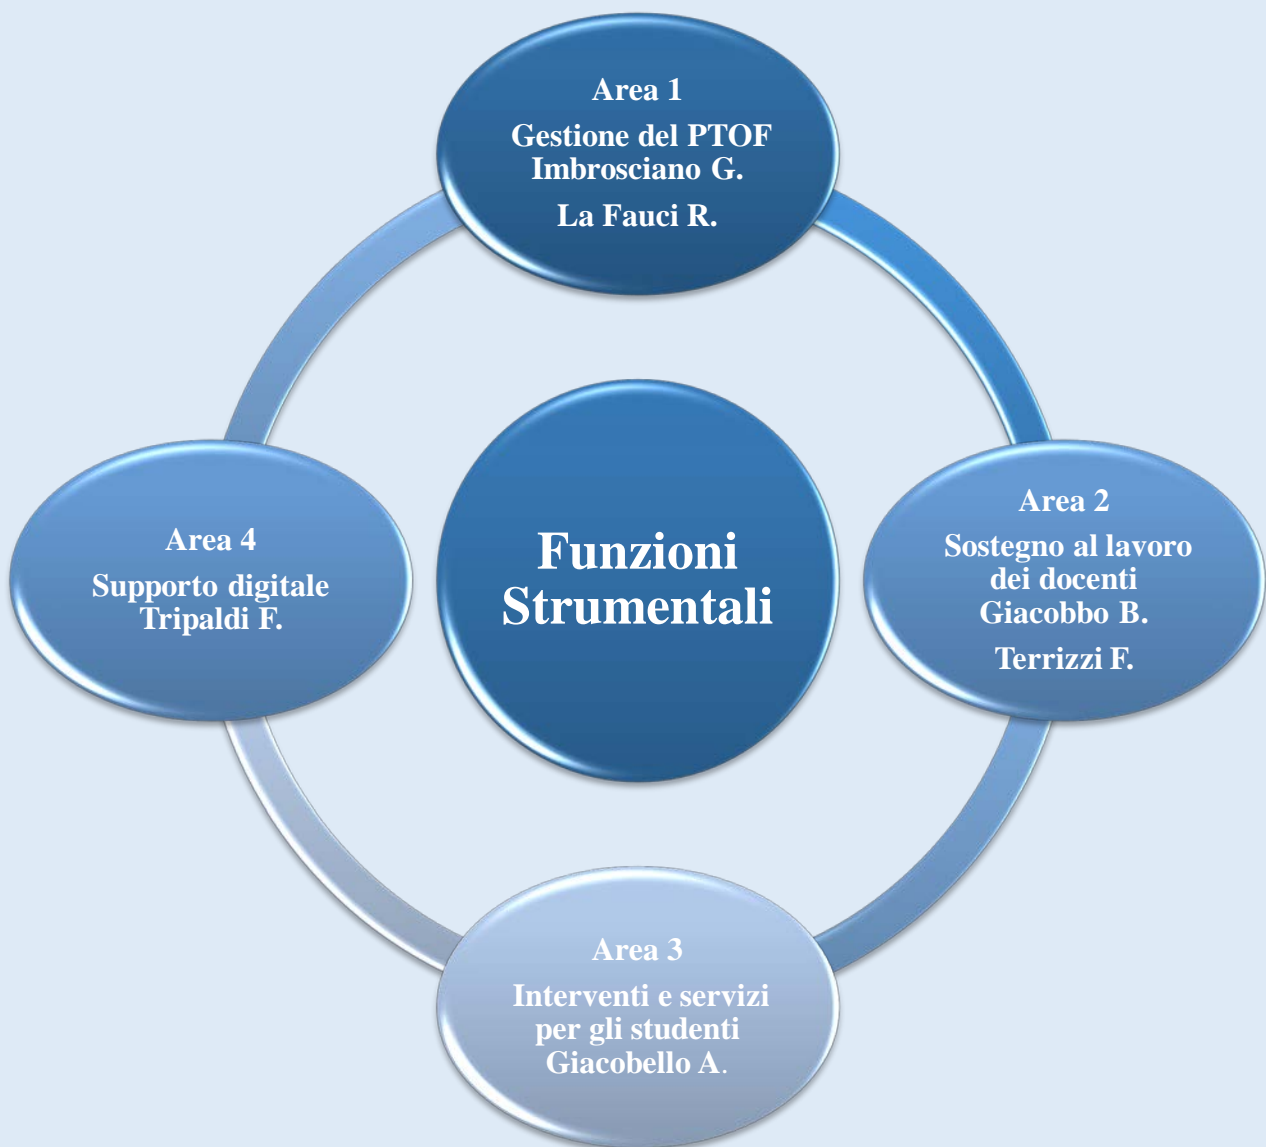 Area 1
Gestione del PTOF
Imbrosciano G.
La Fauci R.
Funzioni
Strumentali
Area 2
Sostegno al lavoro
dei docenti
Giacobbo B.
Terrizzi F.
Area 4
Supporto digitale
Tripaldi F.
Area 3
Interventi e servizi
per gli studenti
Giacobello A.